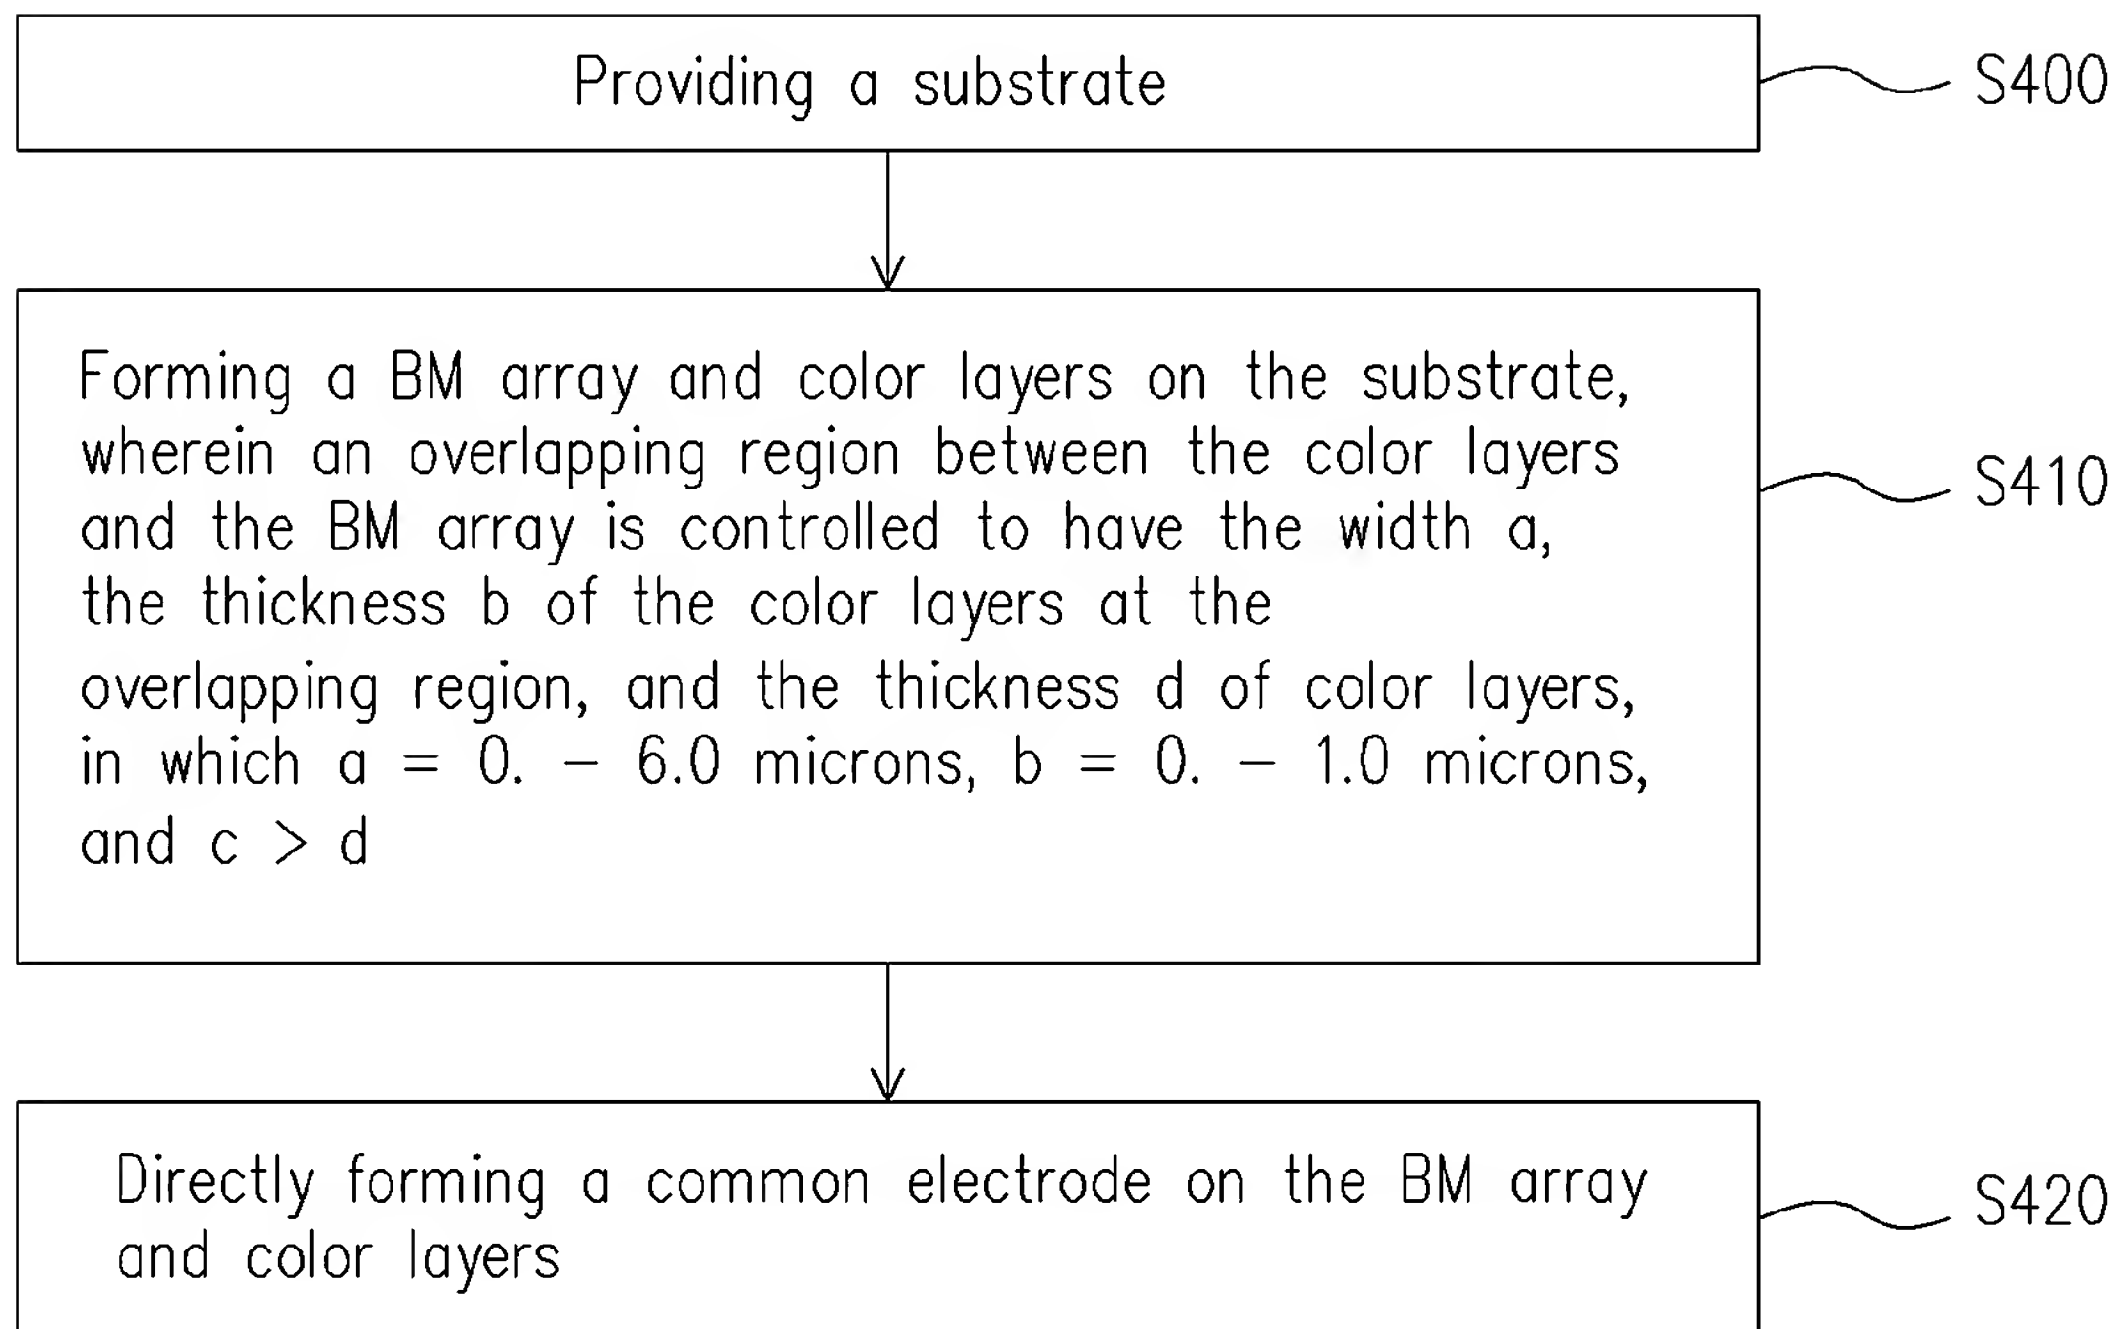 Providing a substrate
S400
Forming a BM array and color layers on the substrate,
wherein an overlapping region between the color layers
and the BM array is controlled to have the width a,
the thickness b of the color layers at the
overlapping region, and the thickness d of color layers,
in which a = 0. – 6.0 microns, b = 0. – 1.0 microns,
and c > d
S410
Directly forming a common electrode on the BM array
and color layers
S420